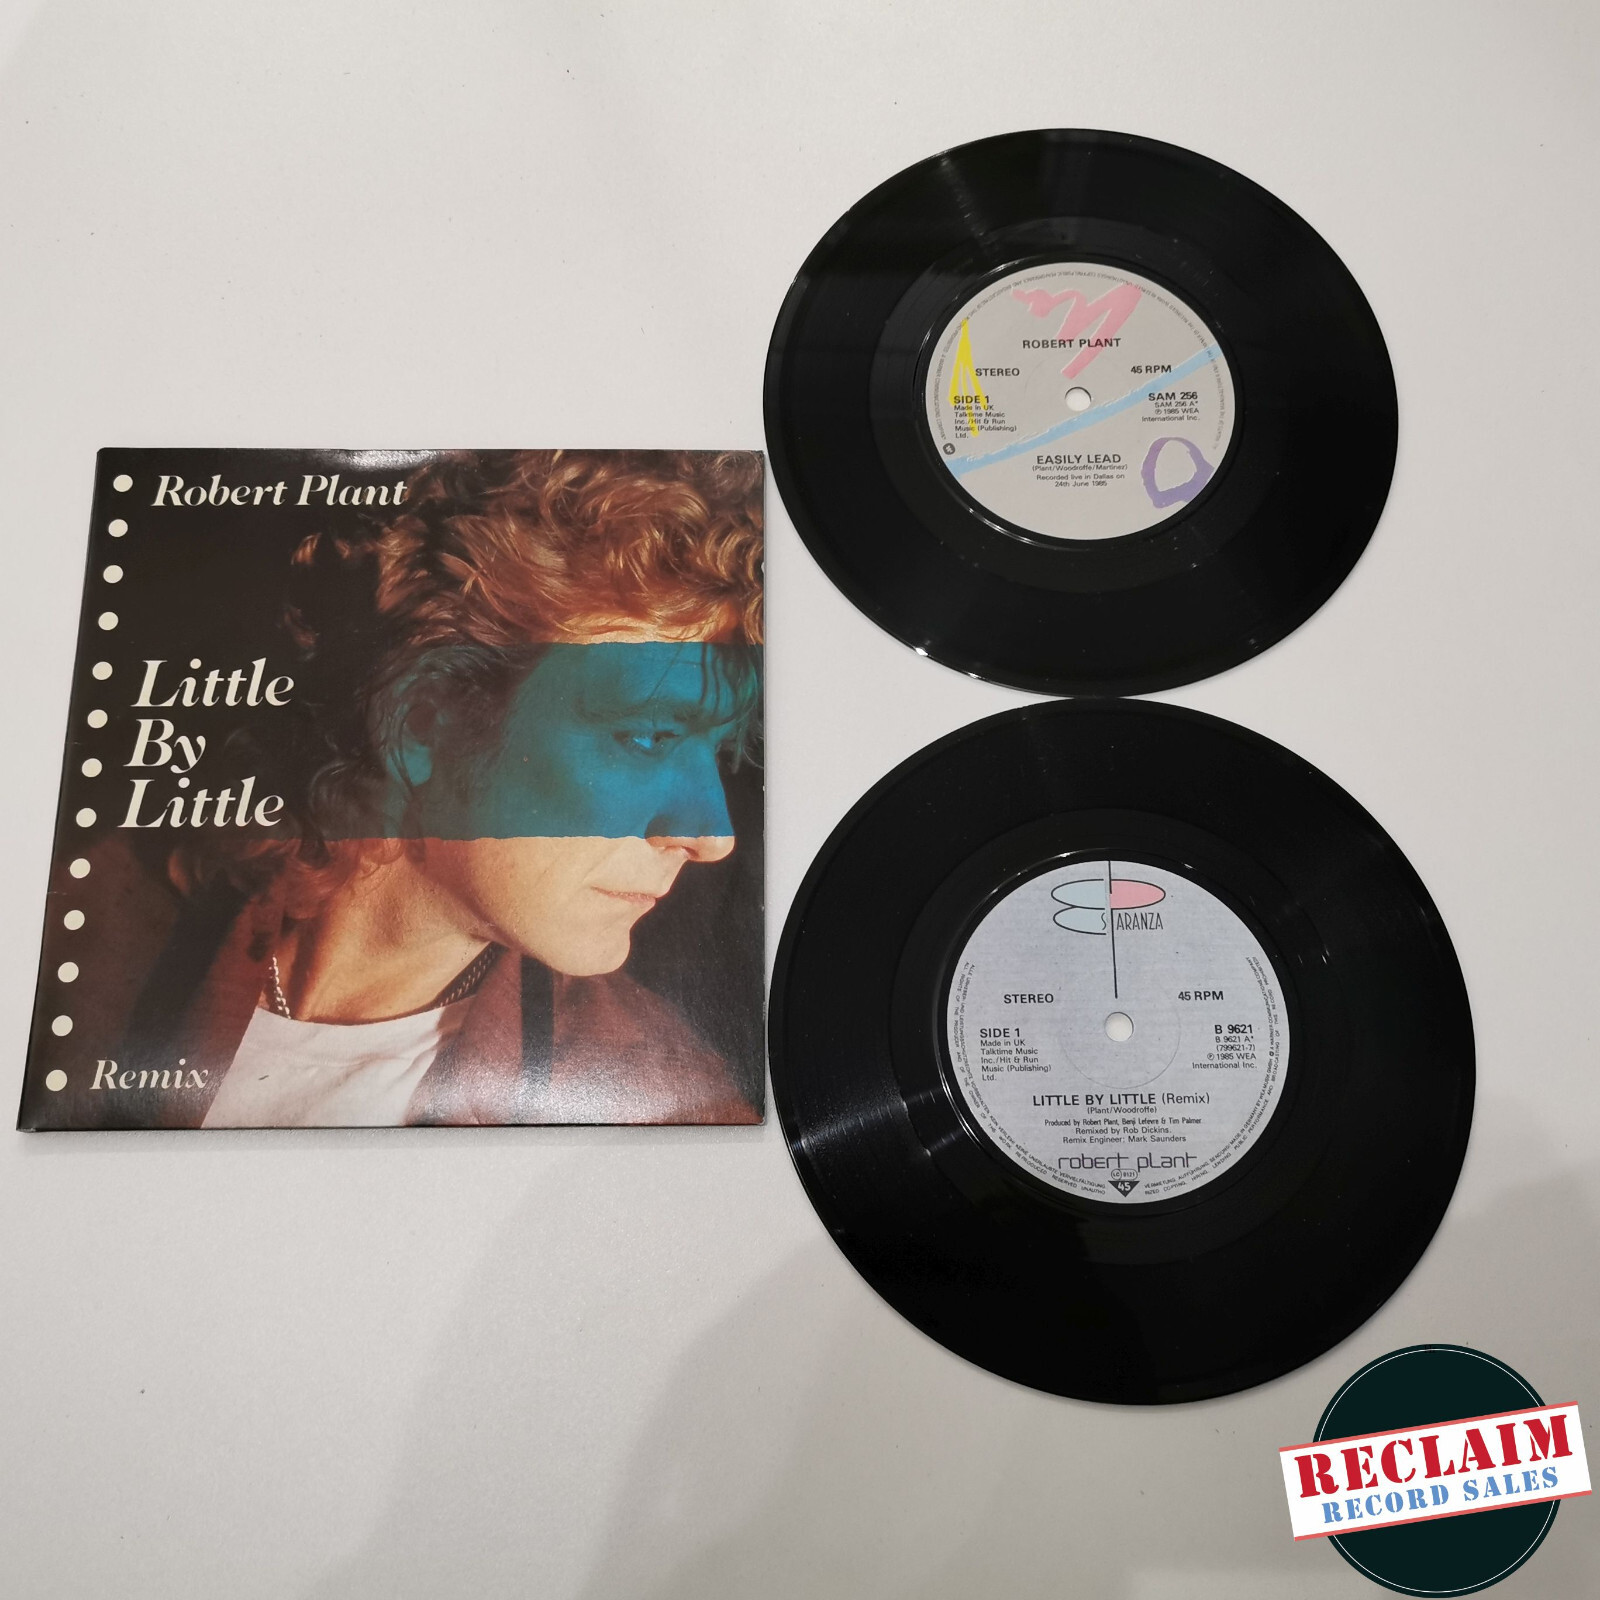 Robert Plant
Little
By
Little
Remix
ROBERT PLANT
STEREO
45 RPM
SIDE 1
Made in UK
Talktime Music
Inc./Hit & Run
Music (Publishing)
Ltd.
SAM 256
SAM 256 A*
℗ 1985 WEA
International Inc.
EASILY LEAD
(Plant/Woodroffe/Martinez)
Recorded live in Dallas on
24th June 1985
ES ARANZA
STEREO
45 RPM
SIDE 1
Made in UK
Talktime Music
Inc./Hit & Run
Music (Publishing)
Ltd.
B 9621
B 9621 A*
(799621-7)
℗ 1985 WEA
International Inc.
LITTLE BY LITTLE (Remix)
(Plant/Woodroffe)
Produced by Robert Plant, Benji Lefevre & Tim Palmer
Remixed by Rob Dickins.
Remix Engineer: Mark Saunders
robert plant
LC 9121
45
RECLAIM
RECORD SALES